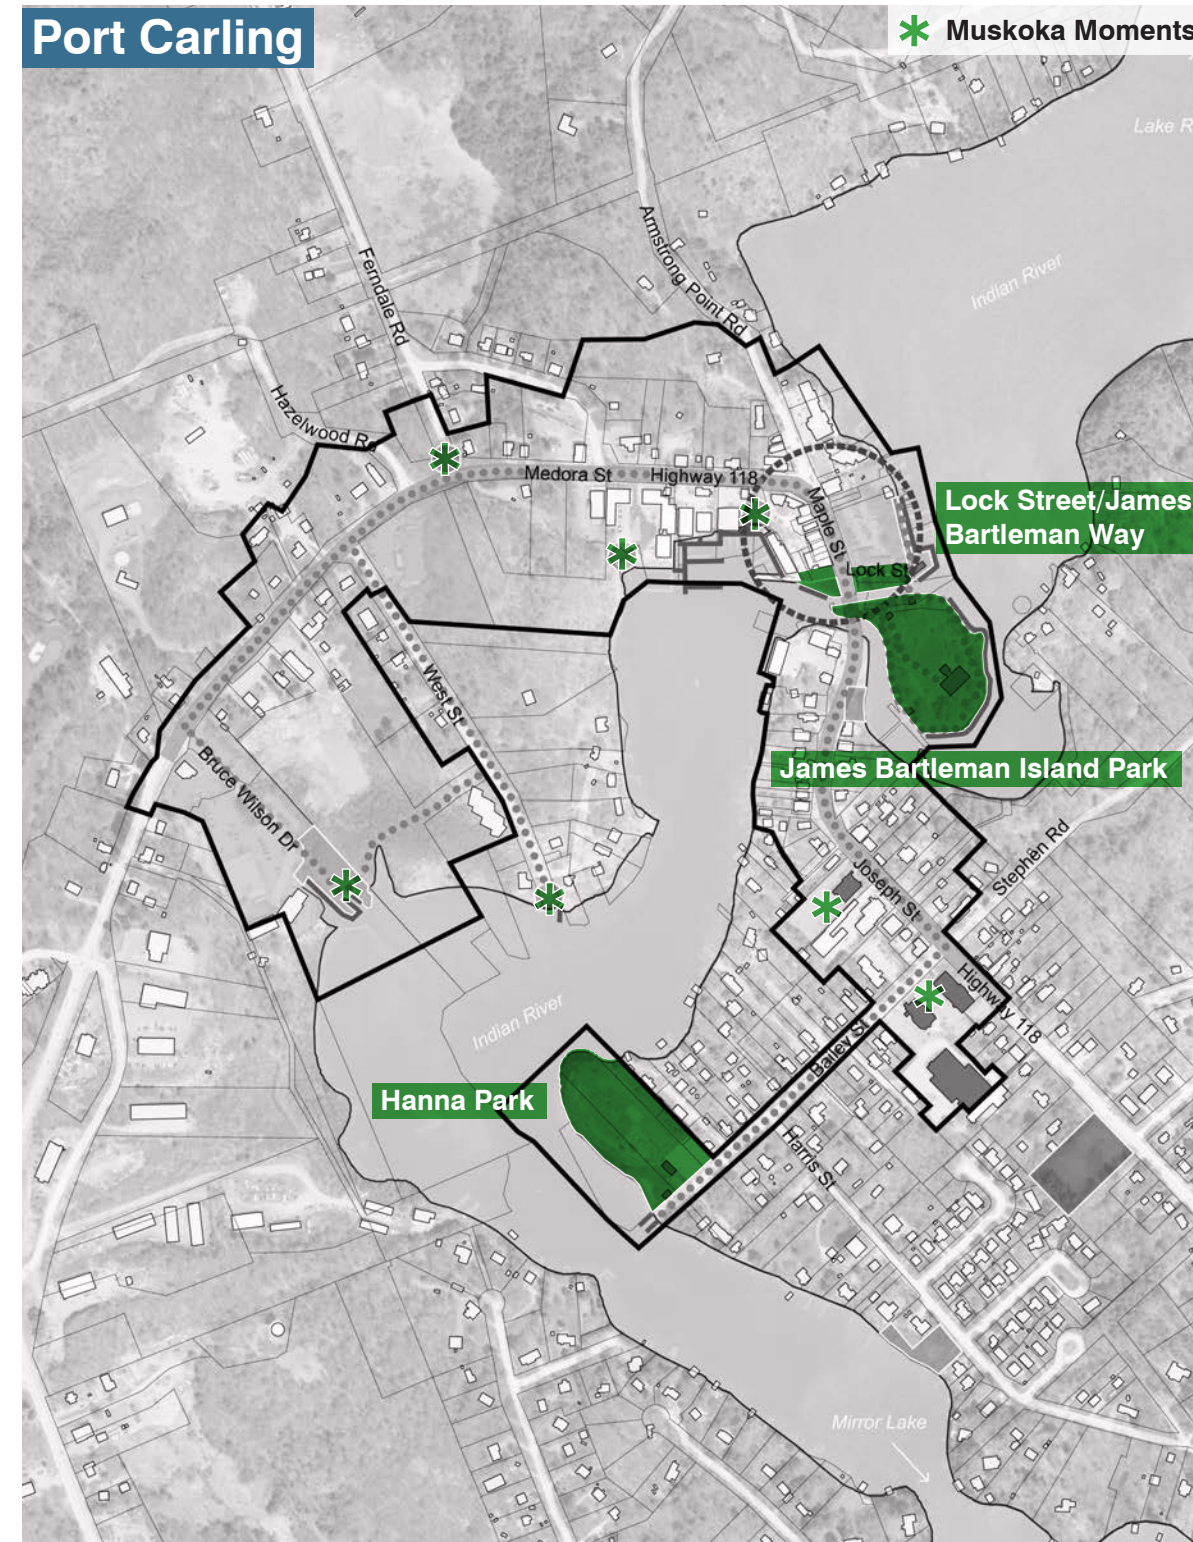 Port Carling
Muskoka Moments
Lake R
Indian River
Armstrong Point Rd
Ferndale Rd
Hazelwood Rd
Medora St
Highway 118
Maple St
Lock Street/James
Bartleman Way
Lock St
West St
Bruce Wilson Dr
James Bartleman Island Park
Stephen Rd
Joseph St
Highway 118
Indian River
Bailey St
Hanna Park
Harris St
Mirror Lake